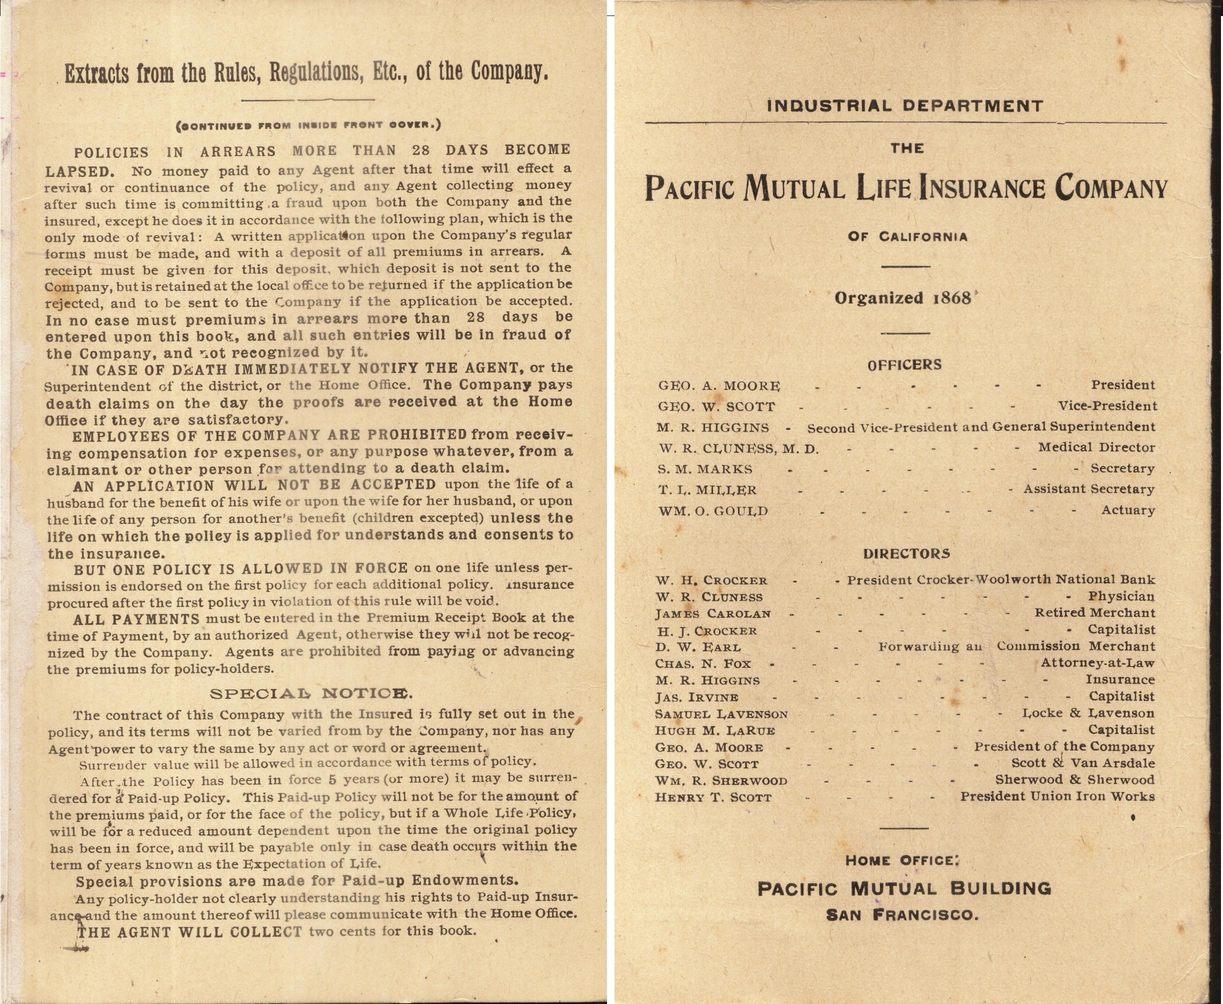 Extracts from the Rules, Regulations, Etc., of the Company.
(CONTINUED FROM INSIDE FRONT COVER.)
POLICIES IN ARREARS MORE THAN 28 DAYS BECOME
LAPSED. No money paid to any Agent after that time will effect a
revival or continuance of the policy, and any Agent collecting money
after such time is committing a fraud upon both the Company and the
insured, except he does it in accordance with the following plan, which is the
only mode of revival: A written application upon the Company's regular
forms must be made, and with a deposit of all premiums in arrears. A
receipt must be given for this deposit, which deposit is not sent to the
Company, but is retained at the local office to be returned if the application be
rejected, and to be sent to the Company if the application be accepted.
In no case must premiums in arrears more than 28 days be
entered upon this book, and all such entries will be in fraud of
the Company, and not recognized by it.
IN CASE OF DEATH IMMEDIATELY NOTIFY THE AGENT, or the
Superintendent of the district, or the Home Office. The Company pays
death claims on the day the proofs are received at the Home
Office if they are satisfactory.
EMPLOYEES OF THE COMPANY ARE PROHIBITED from receiv-
ing compensation for expenses, or any purpose whatever, from a
claimant or other person for attending to a death claim.
AN APPLICATION WILL NOT BE ACCEPTED upon the life of a
husband for the benefit of his wife or upon the wife for her husband, or upon
the life of any person for another's benefit (children excepted) unless the
life on which the policy is applied for understands and consents to
the insurance.
BUT ONE POLICY IS ALLOWED IN FORCE on one life unless per-
mission is endorsed on the first policy for each additional policy. Insurance
procured after the first policy in violation of this rule will be void.
ALL PAYMENTS must be entered in the Premium Receipt Book at the
time of Payment, by an authorized Agent, otherwise they will not be recog-
nized by the Company. Agents are prohibited from paying or advancing
the premiums for policy-holders.
SPECIAL NOTICE.
The contract of this Company with the Insured is fully set out in the
policy, and its terms will not be varied from by the Company, nor has any
Agent power to vary the same by any act or word or agreement.
Surrender value will be allowed in accordance with terms of policy.
After the Policy has been in force 5 years (or more) it may be surren-
dered for a Paid-up Policy. This Paid-up Policy will not be for the amount of
the premiums paid, or for the face of the policy, but if a Whole Life Policy,
will be for a reduced amount dependent upon the time the original policy
has been in force, and will be payable only in case death occurs within the
term of years known as the Expectation of Life.
Special provisions are made for Paid-up Endowments.
Any policy-holder not clearly understanding his rights to Paid-up Insur-
ance and the amount thereof will please communicate with the Home Office.
THE AGENT WILL COLLECT two cents for this book.
INDUSTRIAL DEPARTMENT
THE
PACIFIC MUTUAL LIFE INSURANCE COMPANY
OF CALIFORNIA
Organized 1868
OFFICERS
GEO. A. MOORE - - - - - - President
GEO. W. SCOTT - - - - - - Vice-President
M. R. HIGGINS - Second Vice-President and General Superintendent
W. R. CLUNESS, M. D. - - - - - Medical Director
S. M. MARKS - - - - - - - - Secretary
T. L. MILLER - - - - - - Assistant Secretary
WM. O. GOULD - - - - - - - Actuary
DIRECTORS
W. H. CROCKER - - President Crocker-Woolworth National Bank
W. R. CLUNESS - - - - - - - Physician
JAMES CAROLAN - - - - - - Retired Merchant
H. J. CROCKER - - - - - - - Capitalist
D. W. EARL - - Forwarding an Commission Merchant
CHAS. N. FOX - - - - - - Attorney-at-Law
M. R. HIGGINS - - - - - - - Insurance
JAS. IRVINE - - - - - - - - Capitalist
SAMUEL LAVENSON - - - - - Locke & Lavenson
HUGH M. LARUE - - - - - - Capitalist
GEO. A. MOORE - - - - - President of the Company
GEO. W. SCOTT - - - - - Scott & Van Arsdale
WM. R. SHERWOOD - - - - - Sherwood & Sherwood
HENRY T. SCOTT - - - - President Union Iron Works
HOME OFFICE:
PACIFIC MUTUAL BUILDING
SAN FRANCISCO.